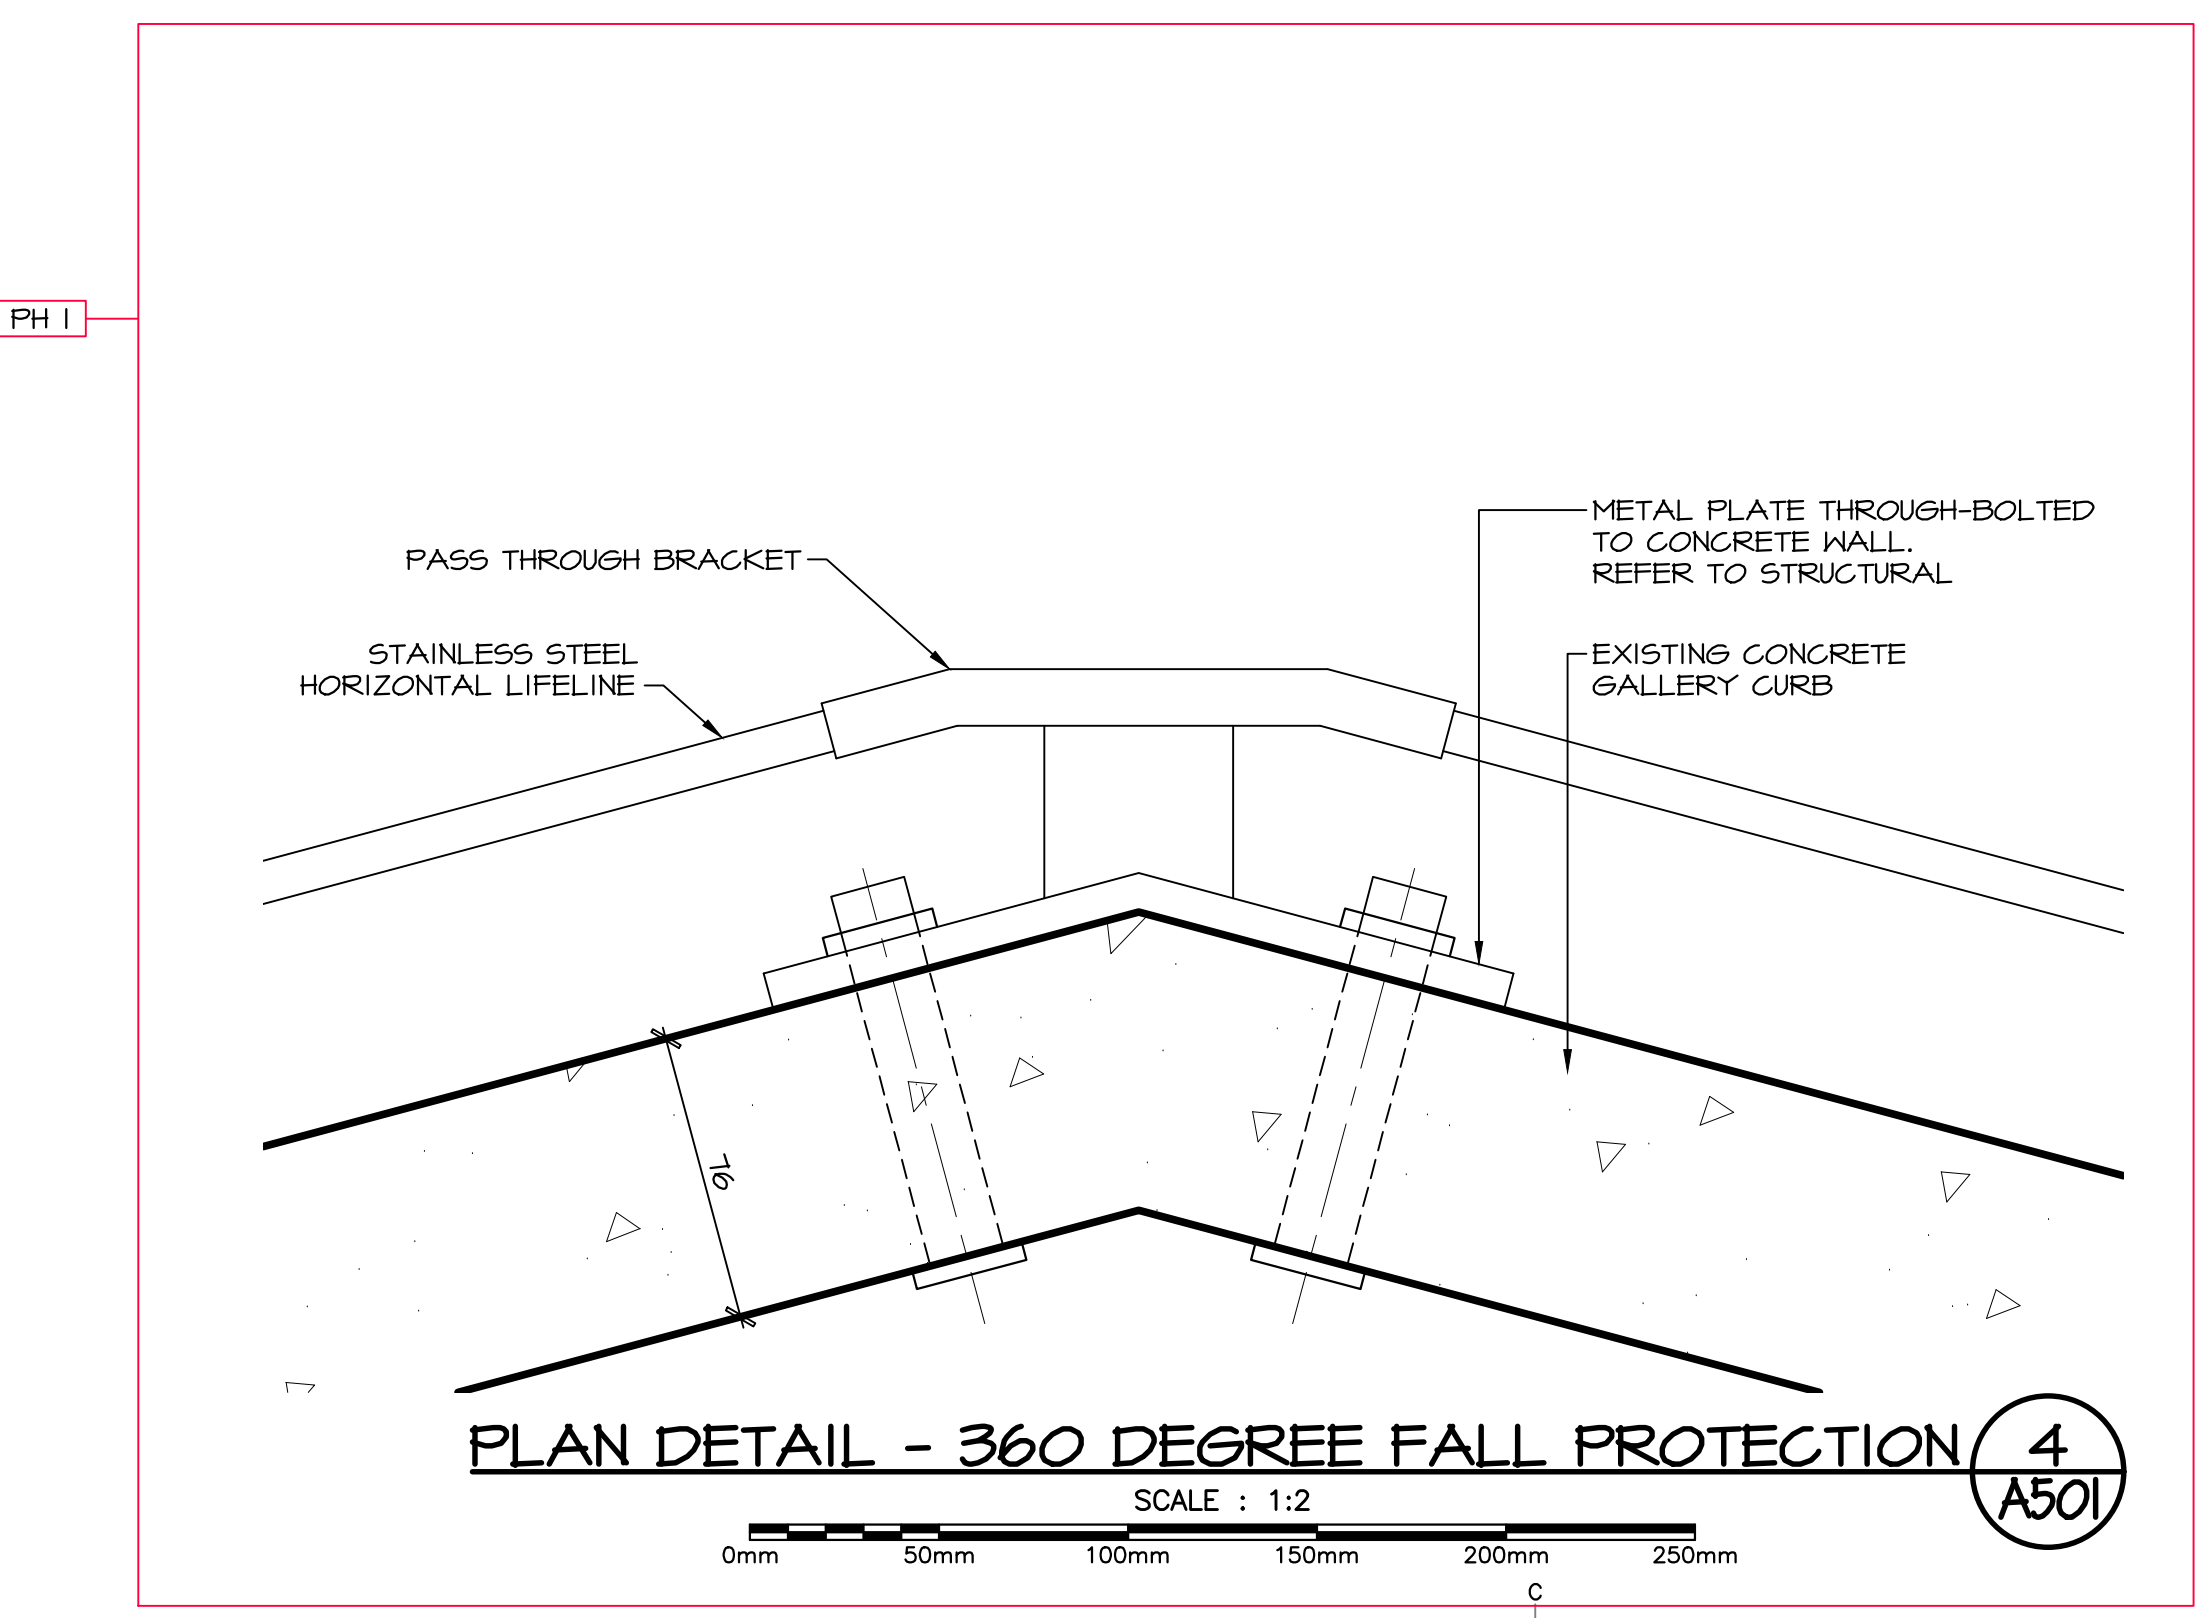 PH 1
METAL PLATE THROUGH-BOLTED
TO CONCRETE WALL.
REFER TO STRUCTURAL
PASS THROUGH BRACKET
STAINLESS STEEL
HORIZONTAL LIFELINE
EXISTING CONCRETE
GALLERY CURB
76
PLAN DETAIL - 360 DEGREE FALL PROTECTION
4
A501
SCALE : 1:2
0mm 50mm 100mm 150mm 200mm 250mm
C